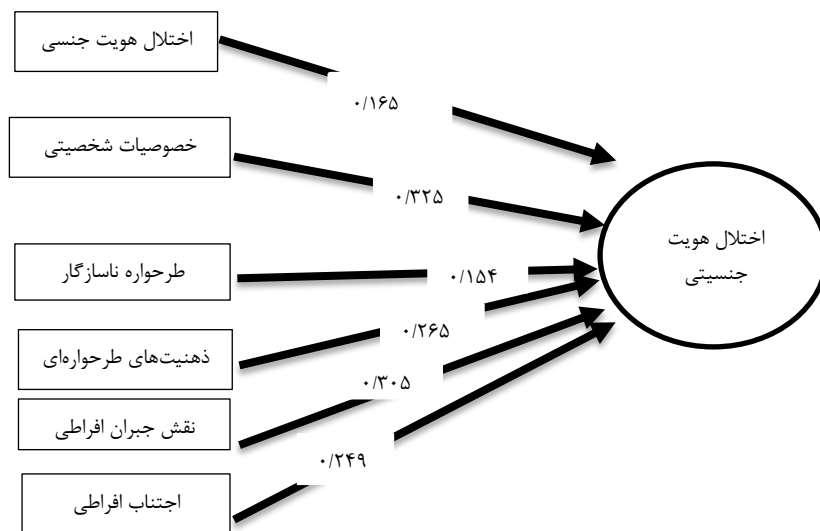 اختلال هویت جنسی
۰/۱۶۵
خصوصیات شخصیتی
۰/۳۲۵
اختلال هویت
جنسیتی
طرحواره ناسازگار
۰/۱۵۴
ذهنیت‌های طرحواره‌ای
۰/۲۶۵
نقش جبران افراطی
۰/۳۰۵
اجتناب افراطی
۰/۲۴۹